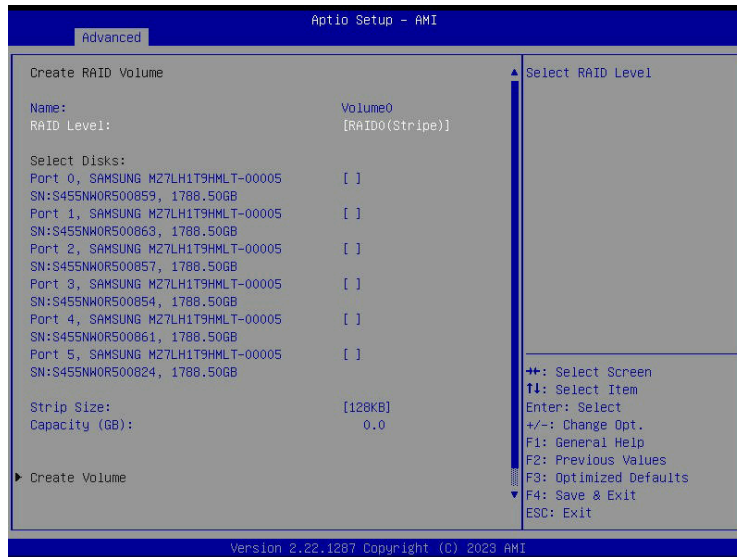 Aptio Setup – AMI
Advanced
Create RAID Volume
Name: Volume0
RAID Level: [RAID0(Stripe)]
Select Disks:
Port 0, SAMSUNG MZ7LH1T9HMLT-00005 [ ]
SN:S455NW0R500859, 1788.50GB
Port 1, SAMSUNG MZ7LH1T9HMLT-00005 [ ]
SN:S455NW0R500863, 1788.50GB
Port 2, SAMSUNG MZ7LH1T9HMLT-00005 [ ]
SN:S455NW0R500857, 1788.50GB
Port 3, SAMSUNG MZ7LH1T9HMLT-00005 [ ]
SN:S455NW0R500854, 1788.50GB
Port 4, SAMSUNG MZ7LH1T9HMLT-00005 [ ]
SN:S455NW0R500861, 1788.50GB
Port 5, SAMSUNG MZ7LH1T9HMLT-00005 [ ]
SN:S455NW0R500824, 1788.50GB
Strip Size: [128KB]
Capacity (GB): 0.0
Create Volume
Select RAID Level
→←: Select Screen
↑↓: Select Item
Enter: Select
+/-: Change Opt.
F1: General Help
F2: Previous Values
F3: Optimized Defaults
F4: Save & Exit
ESC: Exit
Version 2.22.1287 Copyright (C) 2023 AMI